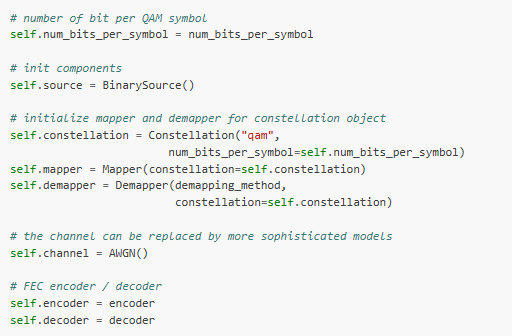 # number of bit per QAM symbol
self.num_bits_per_symbol = num_bits_per_symbol
# init components
self.source = BinarySource()
# initialize mapper and demapper for constellation object
self.constellation = Constellation("qam",
num_bits_per_symbol=self.num_bits_per_symbol)
self.mapper = Mapper(constellation=self.constellation)
self.demapper = Demapper(demapping_method,
constellation=self.constellation)
# the channel can be replaced by more sophisticated models
self.channel = AWGN()
# FEC encoder / decoder
self.encoder = encoder
self.decoder = decoder